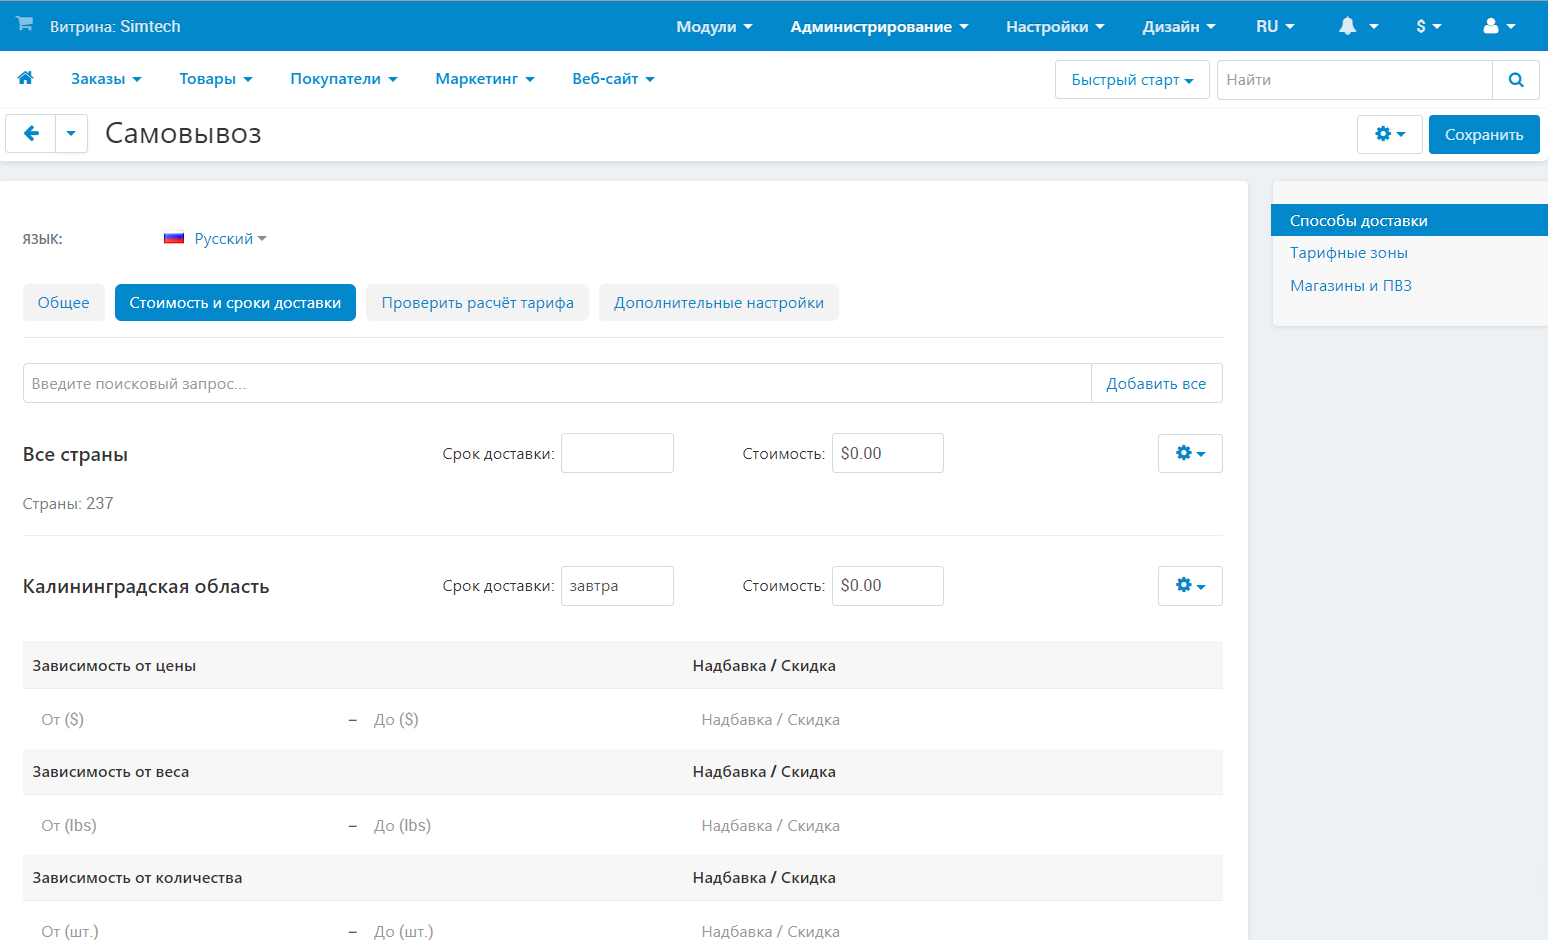 Витрина: Simtech Модули Администрирование Настройки Дизайн RU $
Заказы Товары Покупатели Маркетинг Веб-сайт Быстрый старт Найти
Самовывоз Сохранить
Способы доставки
Тарифные зоны
Магазины и ПВЗ
ЯЗЫК: Русский
Общее Стоимость и сроки доставки Проверить расчёт тарифа Дополнительные настройки
Введите поисковый запрос... Добавить все
Все страны Срок доставки: Стоимость: $0.00
Страны: 237
Калининградская область Срок доставки: завтра Стоимость: $0.00
Зависимость от цены Надбавка / Скидка
От ($) – До ($) Надбавка / Скидка
Зависимость от веса Надбавка / Скидка
От (lbs) – До (lbs) Надбавка / Скидка
Зависимость от количества Надбавка / Скидка
От (шт.) – До (шт.) Надбавка / Скидка